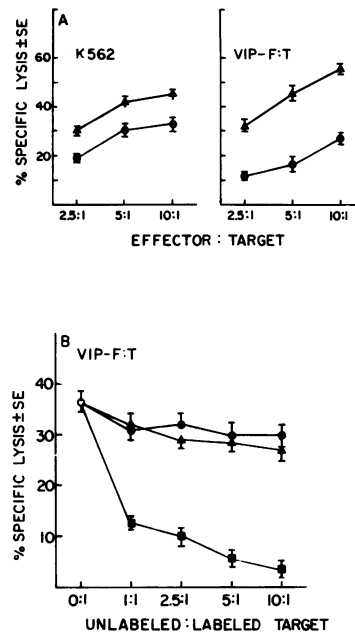 A
K562
VIP-F:T
% SPECIFIC LYSIS ± SE
60
40
20
2.5:1 5:1 10:1
2.5:1 5:1 10:1
EFFECTOR : TARGET
B
VIP-F:T
% SPECIFIC LYSIS ± SE
40
30
20
10
0:1 1:1 2.5:1 5:1 10:1
UNLABELED : LABELED TARGET